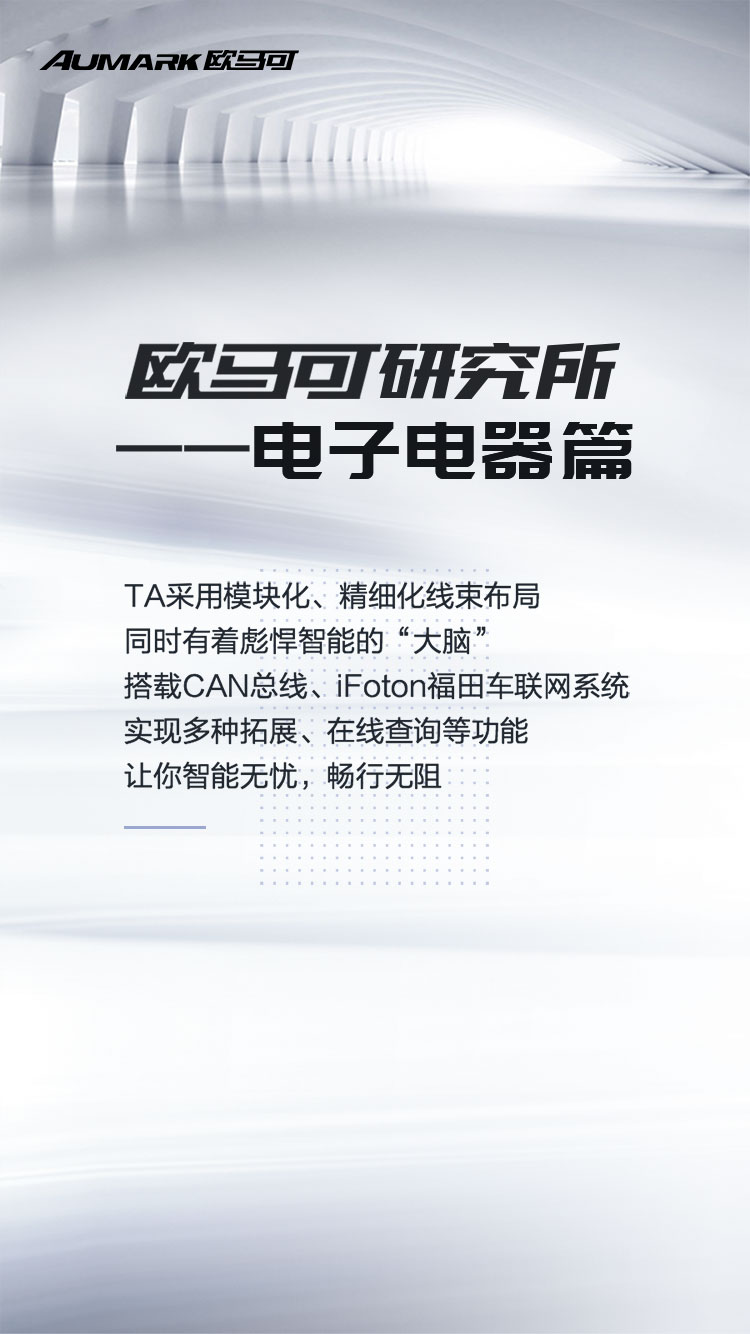 AUMARK欧马可
欧马可研究所
——电子电器篇
TA采用模块化、精细化线束布局
同时有着彪悍智能的“大脑”
搭载CAN总线、iFoton福田车联网系统
实现多种拓展、在线查询等功能
让你智能无忧，畅行无阻